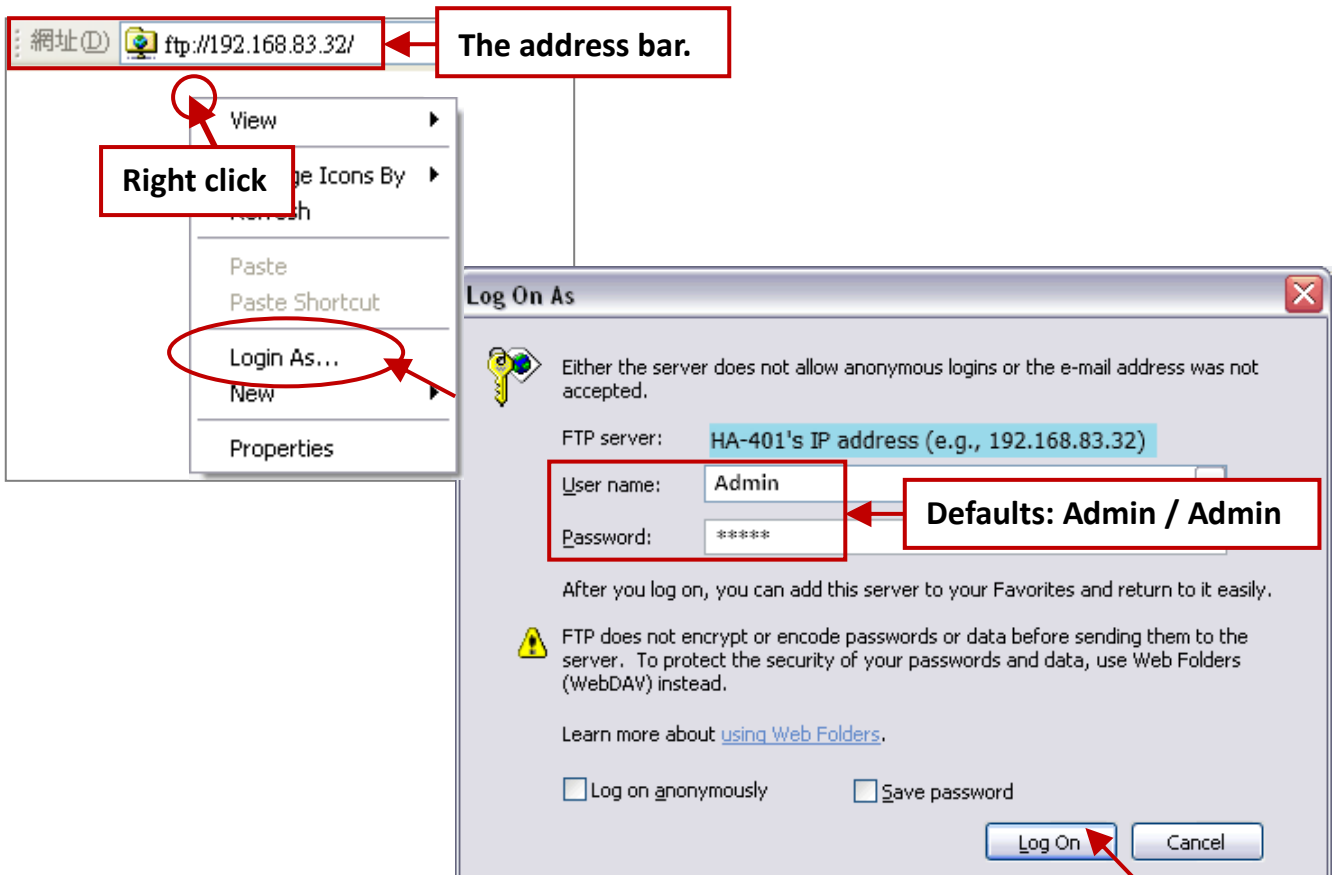 網址(D) ftp://192.168.83.32/
The address bar.
View
Right click
ge Icons By
Paste
Paste Shortcut
Login As...
New
Properties
Log On As
Either the server does not allow anonymous logins or the e-mail address was not
accepted.
FTP server: HA-401's IP address (e.g., 192.168.83.32)
User name: Admin
Defaults: Admin / Admin
Password: *****
After you log on, you can add this server to your Favorites and return to it easily.
FTP does not encrypt or encode passwords or data before sending them to the
server. To protect the security of your passwords and data, use Web Folders
(WebDAV) instead.
Learn more about using Web Folders.
Log on anonymously Save password
Log On Cancel